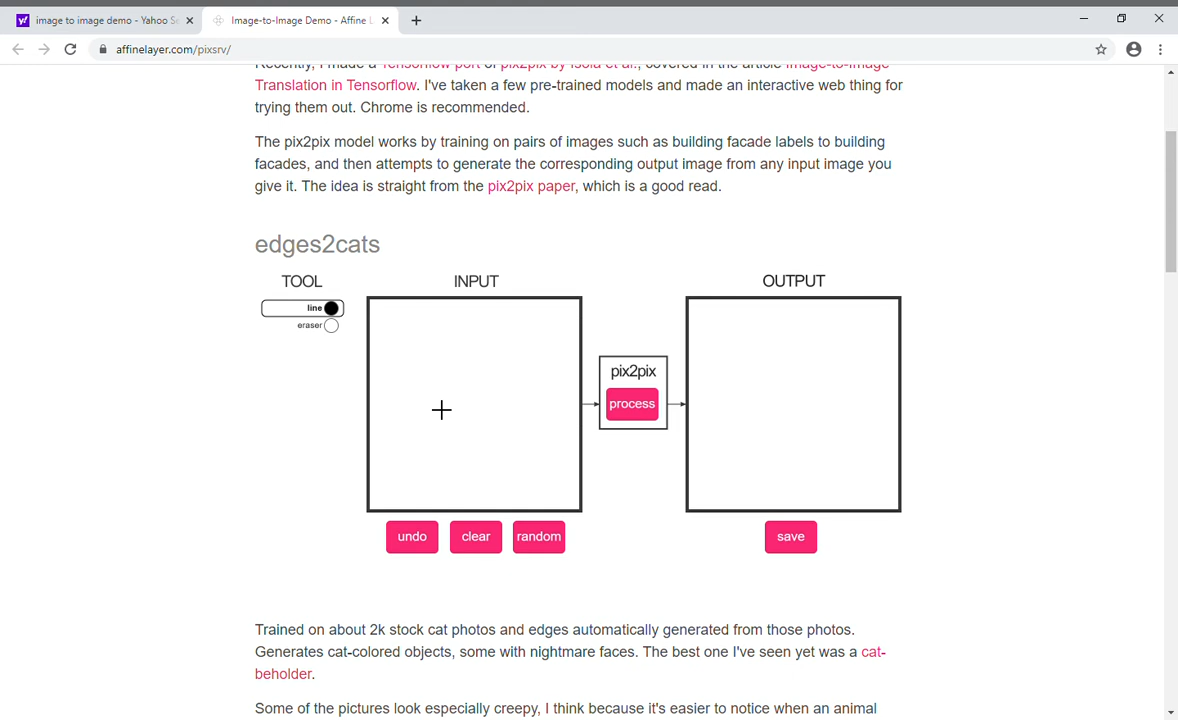 image to image demo - Yahoo Se
Image-to-Image Demo - Affine L
affinelayer.com/pixsrv/
Recently, I made a Tensorflow port of pix2pix by Isola et al., covered in the article Image-to-Image
Translation in Tensorflow. I've taken a few pre-trained models and made an interactive web thing for
trying them out. Chrome is recommended.
The pix2pix model works by training on pairs of images such as building facade labels to building
facades, and then attempts to generate the corresponding output image from any input image you
give it. The idea is straight from the pix2pix paper, which is a good read.
edges2cats
TOOL
INPUT
OUTPUT
line
eraser
pix2pix
process
undo
clear
random
save
Trained on about 2k stock cat photos and edges automatically generated from those photos.
Generates cat-colored objects, some with nightmare faces. The best one I've seen yet was a cat-
beholder.
Some of the pictures look especially creepy, I think because it's easier to notice when an animal